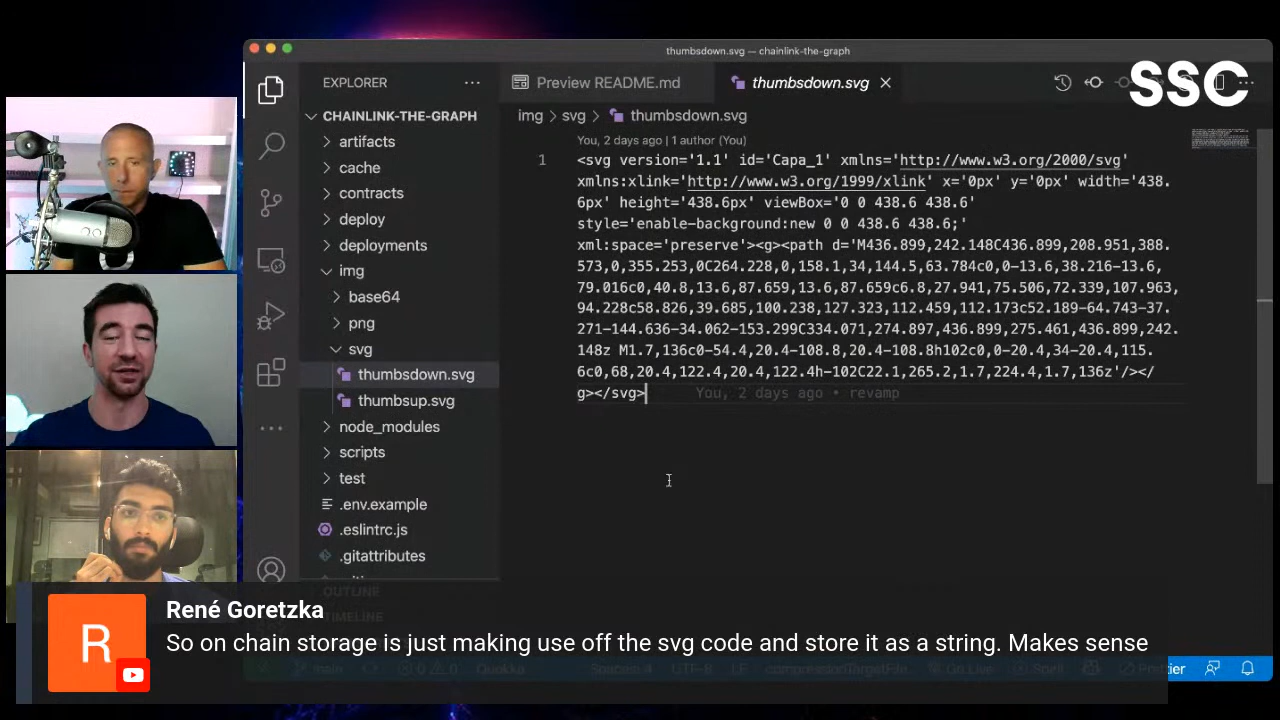 thumbsdown.svg — chainlink-the-graph
SSC
EXPLORER
Preview README.md
thumbsdown.svg
CHAINLINK-THE-GRAPH
artifacts
cache
contracts
deploy
deployments
img
base64
png
svg
thumbsdown.svg
thumbsup.svg
node_modules
scripts
test
.env.example
.eslintrc.js
.gitattributes
OUTLINE
TIMELINE
img > svg > thumbsdown.svg
You, 2 days ago | 1 author (You)
1 <svg version='1.1' id='Capa_1' xmlns='http://www.w3.org/2000/svg'
xmlns:xlink='http://www.w3.org/1999/xlink' x='0px' y='0px' width='438.
6px' height='438.6px' viewBox='0 0 438.6 438.6'
style='enable-background:new 0 0 438.6 438.6;'
xml:space='preserve'><g><path d='M436.899,242.148C436.899,208.951,388.
573,0,355.253,0C264.228,0,158.1,34,144.5,63.784c0,0-13.6,38.216-13.6,
79.016c0,40.8,13.6,87.659,13.6,87.659c6.8,27.941,75.506,72.339,107.963,
94.228c58.826,39.685,100.238,127.323,112.459,112.173c52.189-64.743-37.
271-144.636-34.062-153.299C334.071,274.897,436.899,275.461,436.899,242.
148z M1.7,136c0-54.4,20.4-108.8,20.4-108.8h102c0,0-20.4,34-20.4,115.
6c0,68,20.4,122.4,20.4,122.4h-102C22.1,265.2,1.7,224.4,1.7,136z'/></
g></svg> You, 2 days ago • revamp
René Goretzka
R
So on chain storage is just making use off the svg code and store it as a string. Makes sense